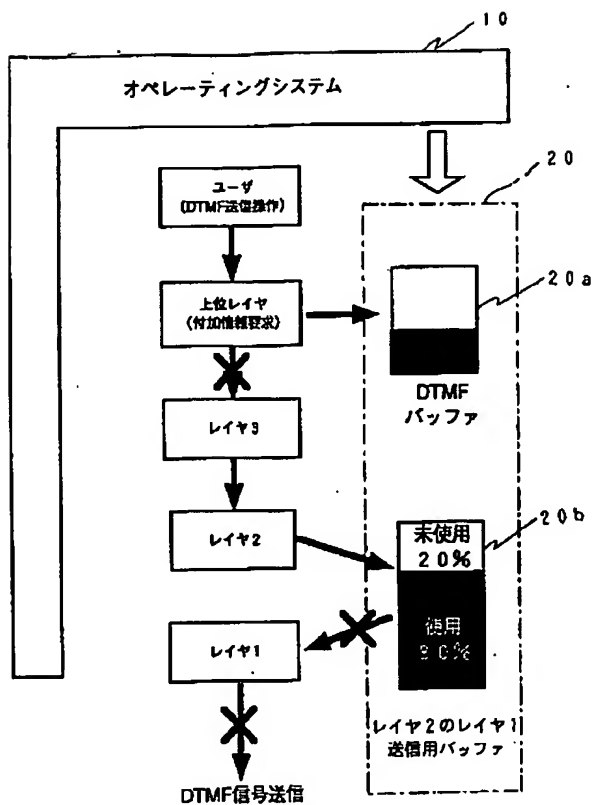 10
オペレーティングシステム
20
ユーザ
(DTMF送信操作)
20a
上位レイヤ
(付加情報要求)
DTMF
バッファ
レイヤ3
20b
未使用
20%
レイヤ2
使用
80%
レイヤ1
レイヤ2のレイヤ1
送信用バッファ
DTMF信号送信